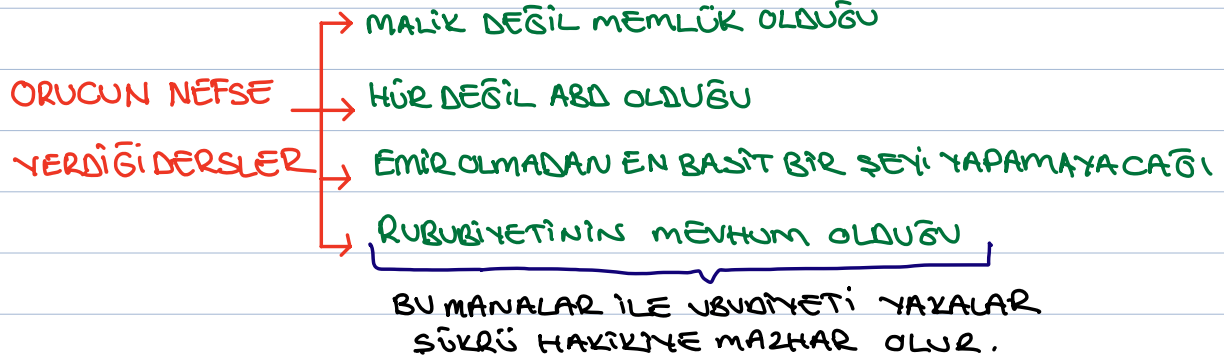 MALİK DEĞİL MEMLÜK OLDUĞU
ORUCUN NEFSE
HÜR DEĞİL ABD OLDUĞU
VERDİĞİ DERSLER
EMİR OLMADAN EN BASİT BİR ŞEYİ YAPAMAYACAĞI
RUBUBİYETİNİN MEVHUM OLDUĞU
BU MANALAR İLE UBUDİYETİ YAKALAR
ŞÜKRÜ HAKİKİYE MAZHAR OLUR.